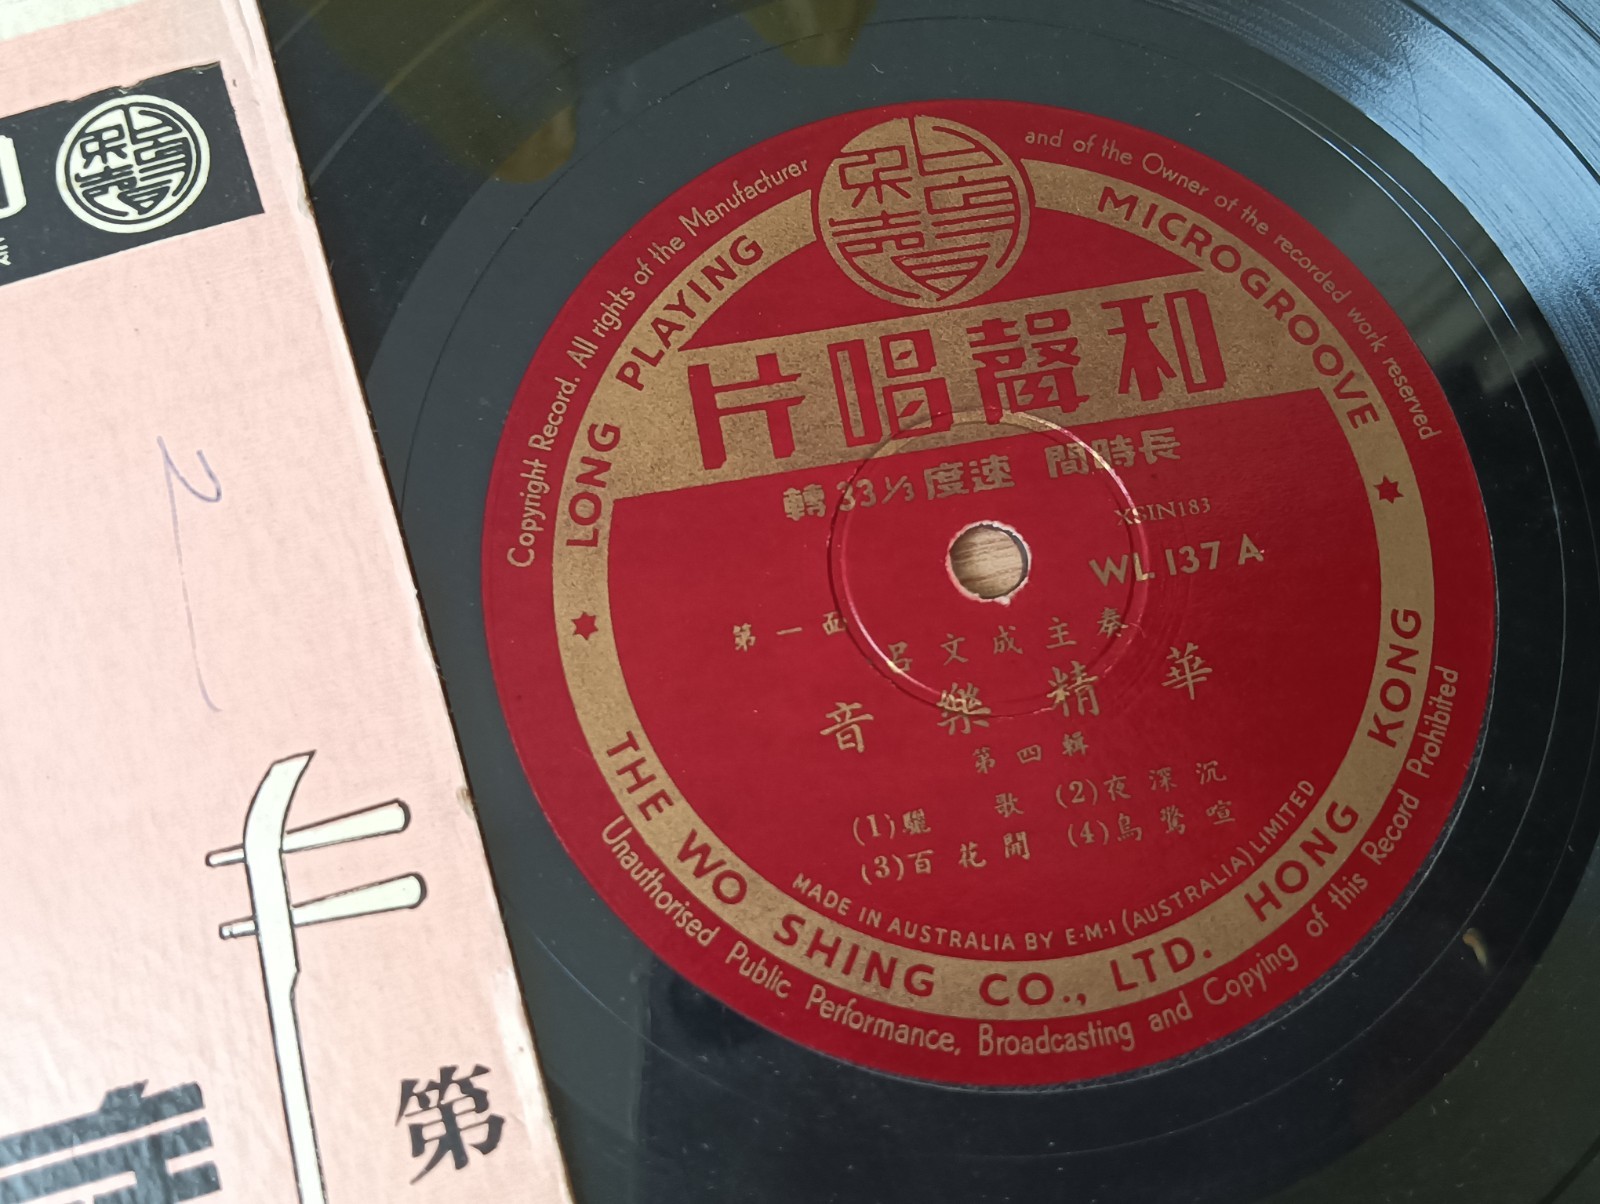 Copyright Record. All rights of the Manufacturer and of the Owner of the recorded work reserved
LONG PLAYING MICROGROOVE
和聲唱片
長時間 速度33⅓轉
XSIN183
WL 137 A
第一面
呂文成主奏
音樂精華
第四輯
(1)驪歌 (2)夜深沉
(3)百花開 (4)烏驚喧
MADE IN AUSTRALIA BY E·M·I (AUSTRALIA) LIMITED
THE WO SHING CO., LTD. HONG KONG
Unauthorised Public Performance, Broadcasting and Copying of this Record Prohibited
2
第